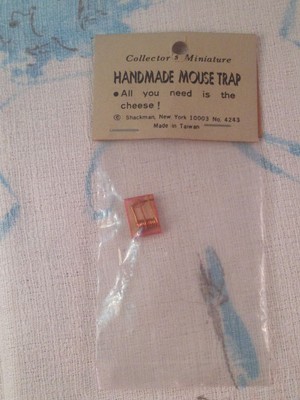 Collector's Miniature
HANDMADE MOUSE TRAP
● All you need is the
cheese!
© Shackman, New York 10003 No. 4243
Made in Taiwan